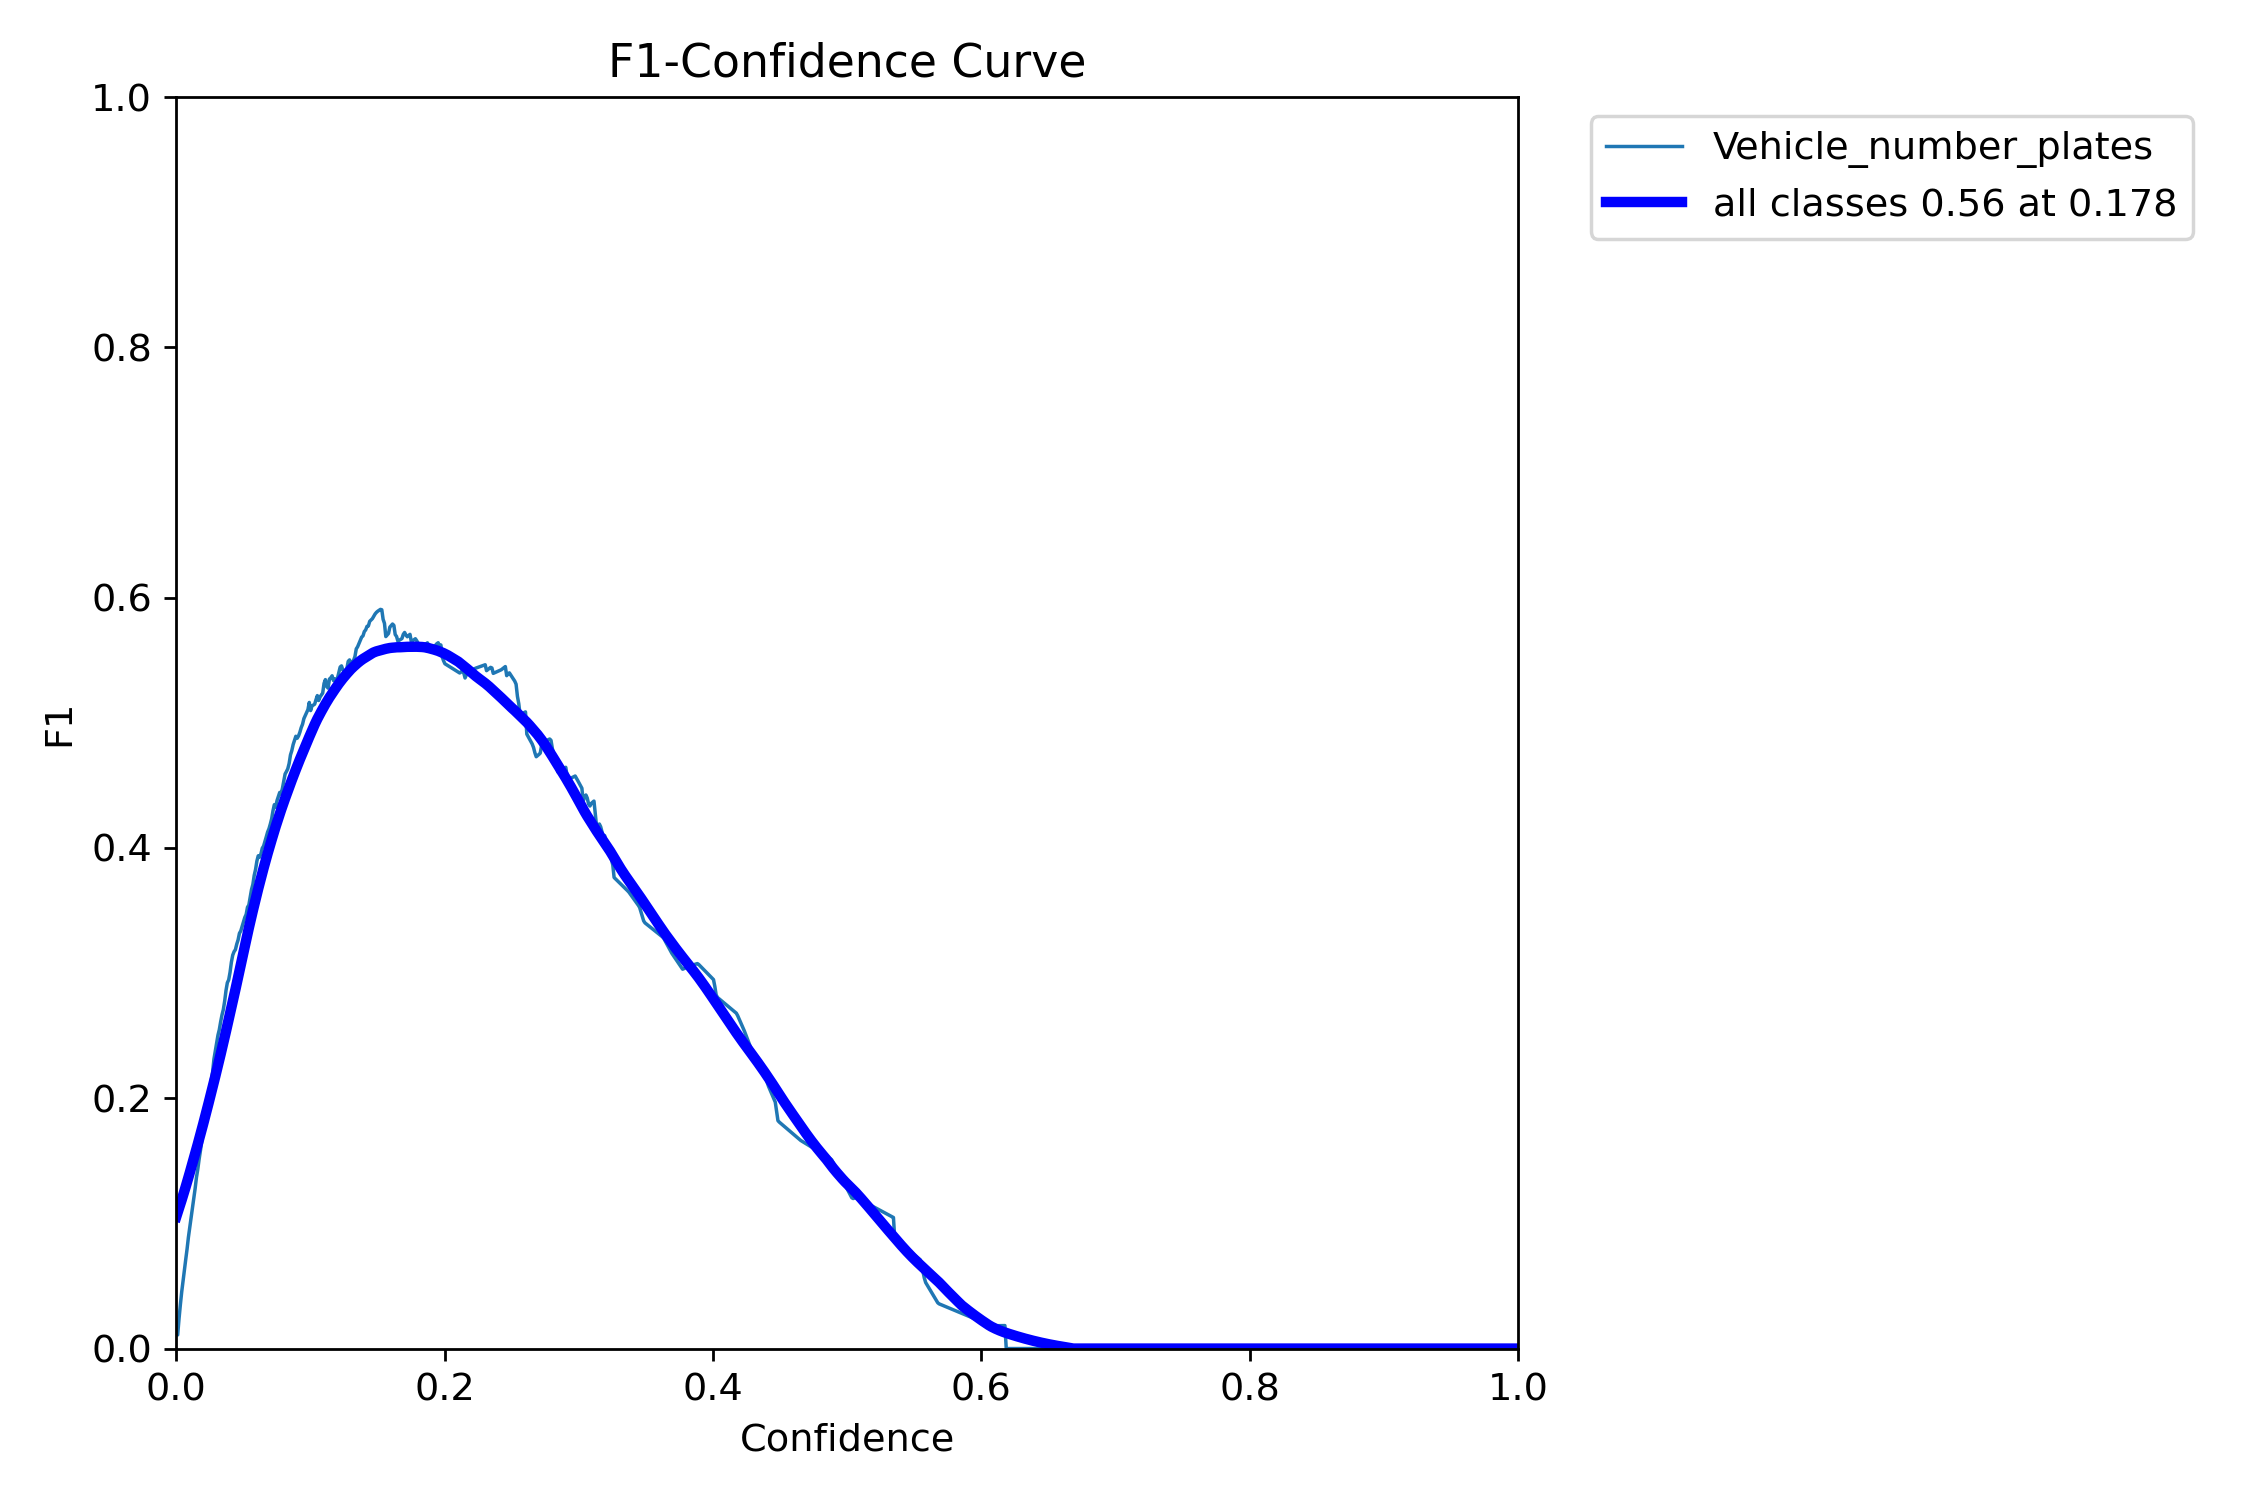 F1-Confidence Curve
1.0
0.8
0.6
0.4
0.2
0.0
F1
0.0 0.2 0.4 0.6 0.8 1.0
Confidence
Vehicle_number_plates
all classes 0.56 at 0.178